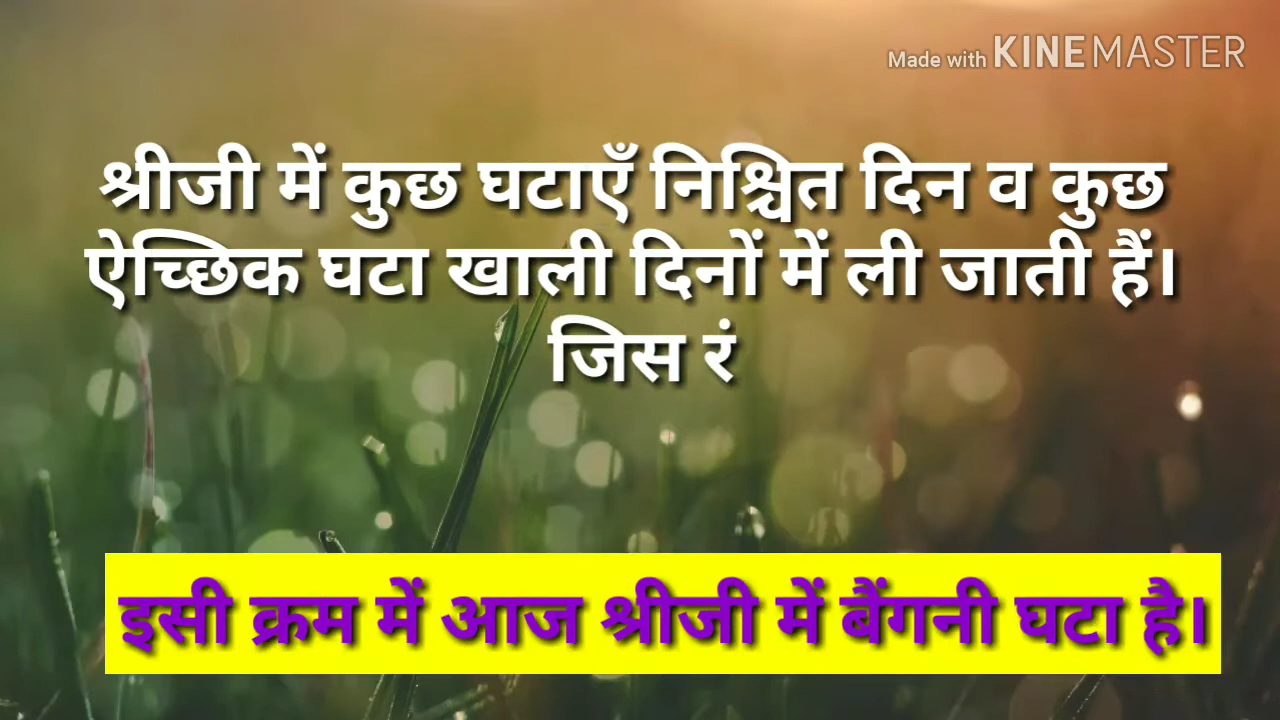 Made with KINEMASTER
श्रीजी में कुछ घटाएँ निश्चित दिन व कुछ
ऐच्छिक घटा खाली दिनों में ली जाती हैं।
जिस रं
इसी क्रम में आज श्रीजी में बैंगनी घटा है।